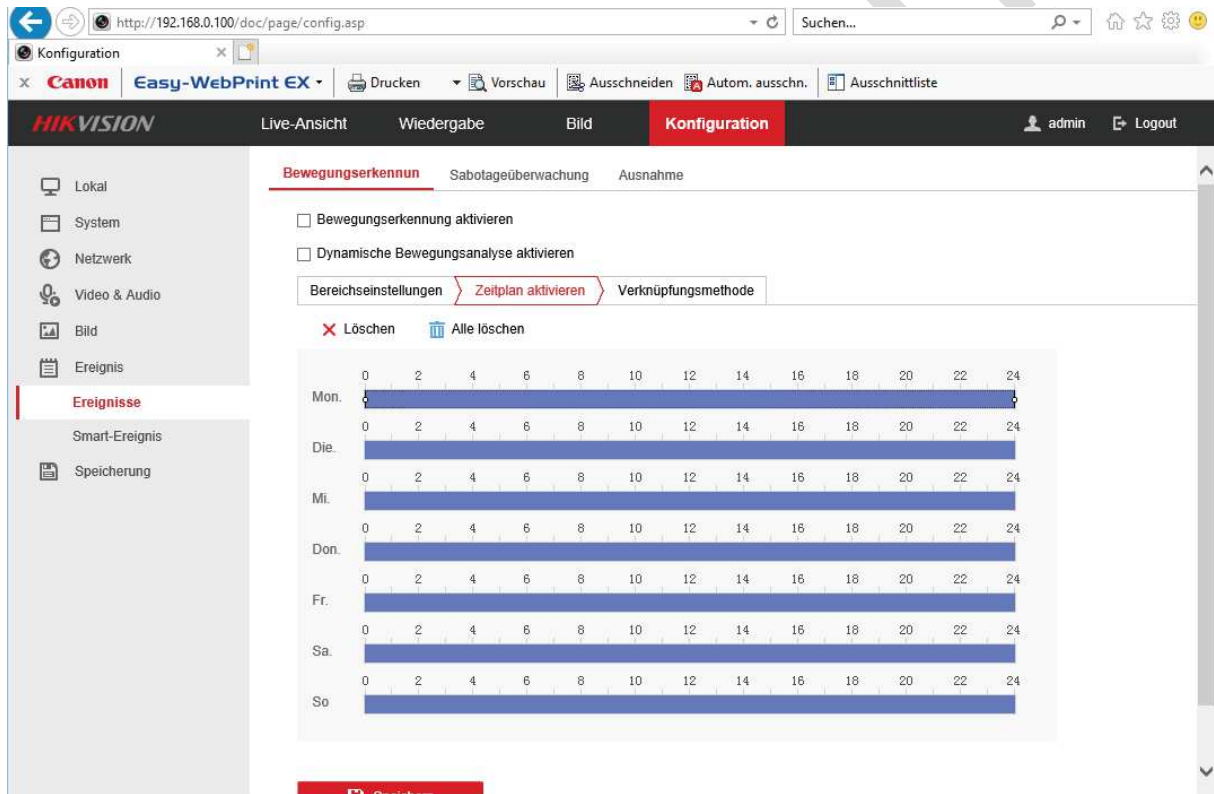 http://192.168.0.100/doc/page/config.asp Suchen...
Konfiguration
x Canon Easy-WebPrint EX Drucken Vorschau Ausschneiden Autom. ausschn. Ausschnittliste
HIKVISION Live-Ansicht Wiedergabe Bild Konfiguration admin Logout
Lokal
System
Netzwerk
Video & Audio
Bild
Ereignis
Ereignisse
Smart-Ereignis
Speicherung
Bewegungserkennun Sabotageüberwachung Ausnahme
Bewegungserkennung aktivieren
Dynamische Bewegungsanalyse aktivieren
Bereichseinstellungen Zeitplan aktivieren Verknüpfungsmethode
Löschen Alle löschen
0 2 4 6 8 10 12 14 16 18 20 22 24
Mon.
0 2 4 6 8 10 12 14 16 18 20 22 24
Die.
0 2 4 6 8 10 12 14 16 18 20 22 24
Mi.
0 2 4 6 8 10 12 14 16 18 20 22 24
Don.
0 2 4 6 8 10 12 14 16 18 20 22 24
Fr.
0 2 4 6 8 10 12 14 16 18 20 22 24
Sa.
0 2 4 6 8 10 12 14 16 18 20 22 24
So